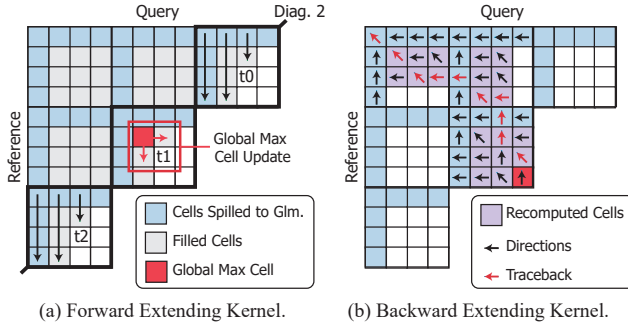 Query
Diag. 2
Reference
t0
t1
t2
Global Max
Cell Update
Cells Spilled to Glm.
Filled Cells
Global Max Cell
(a) Forward Extending Kernel.
Query
Reference
Recomputed Cells
Directions
Traceback
(b) Backward Extending Kernel.